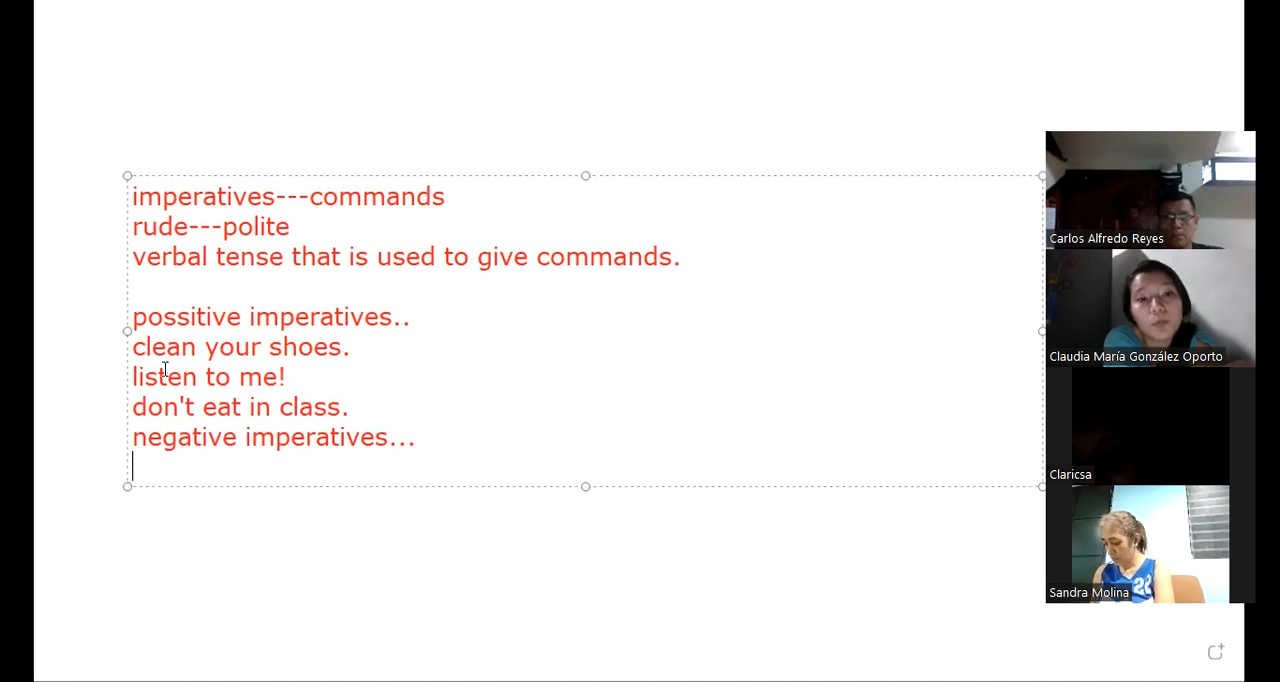 imperatives---commands
rude---polite
verbal tense that is used to give commands.
possitive imperatives..
clean your shoes.
listen to me!
don't eat in class.
negative imperatives...
Carlos Alfredo Reyes
Claudia María González Oporto
Claricsa
Sandra Molina